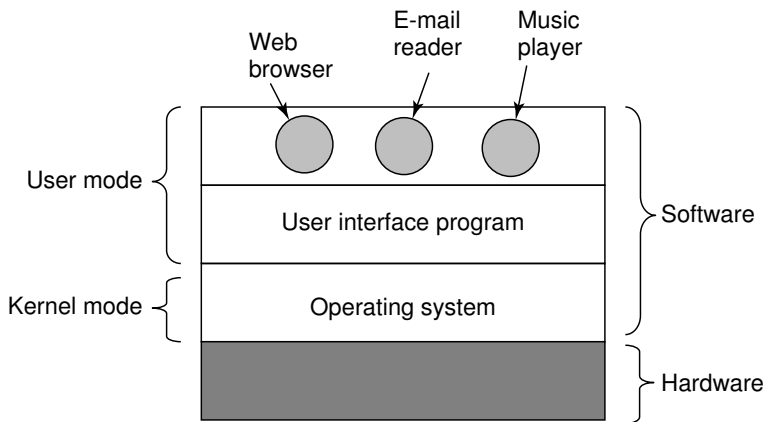 Web
browser
E-mail
reader
Music
player
User mode
User interface program
Software
Kernel mode
Operating system
Hardware